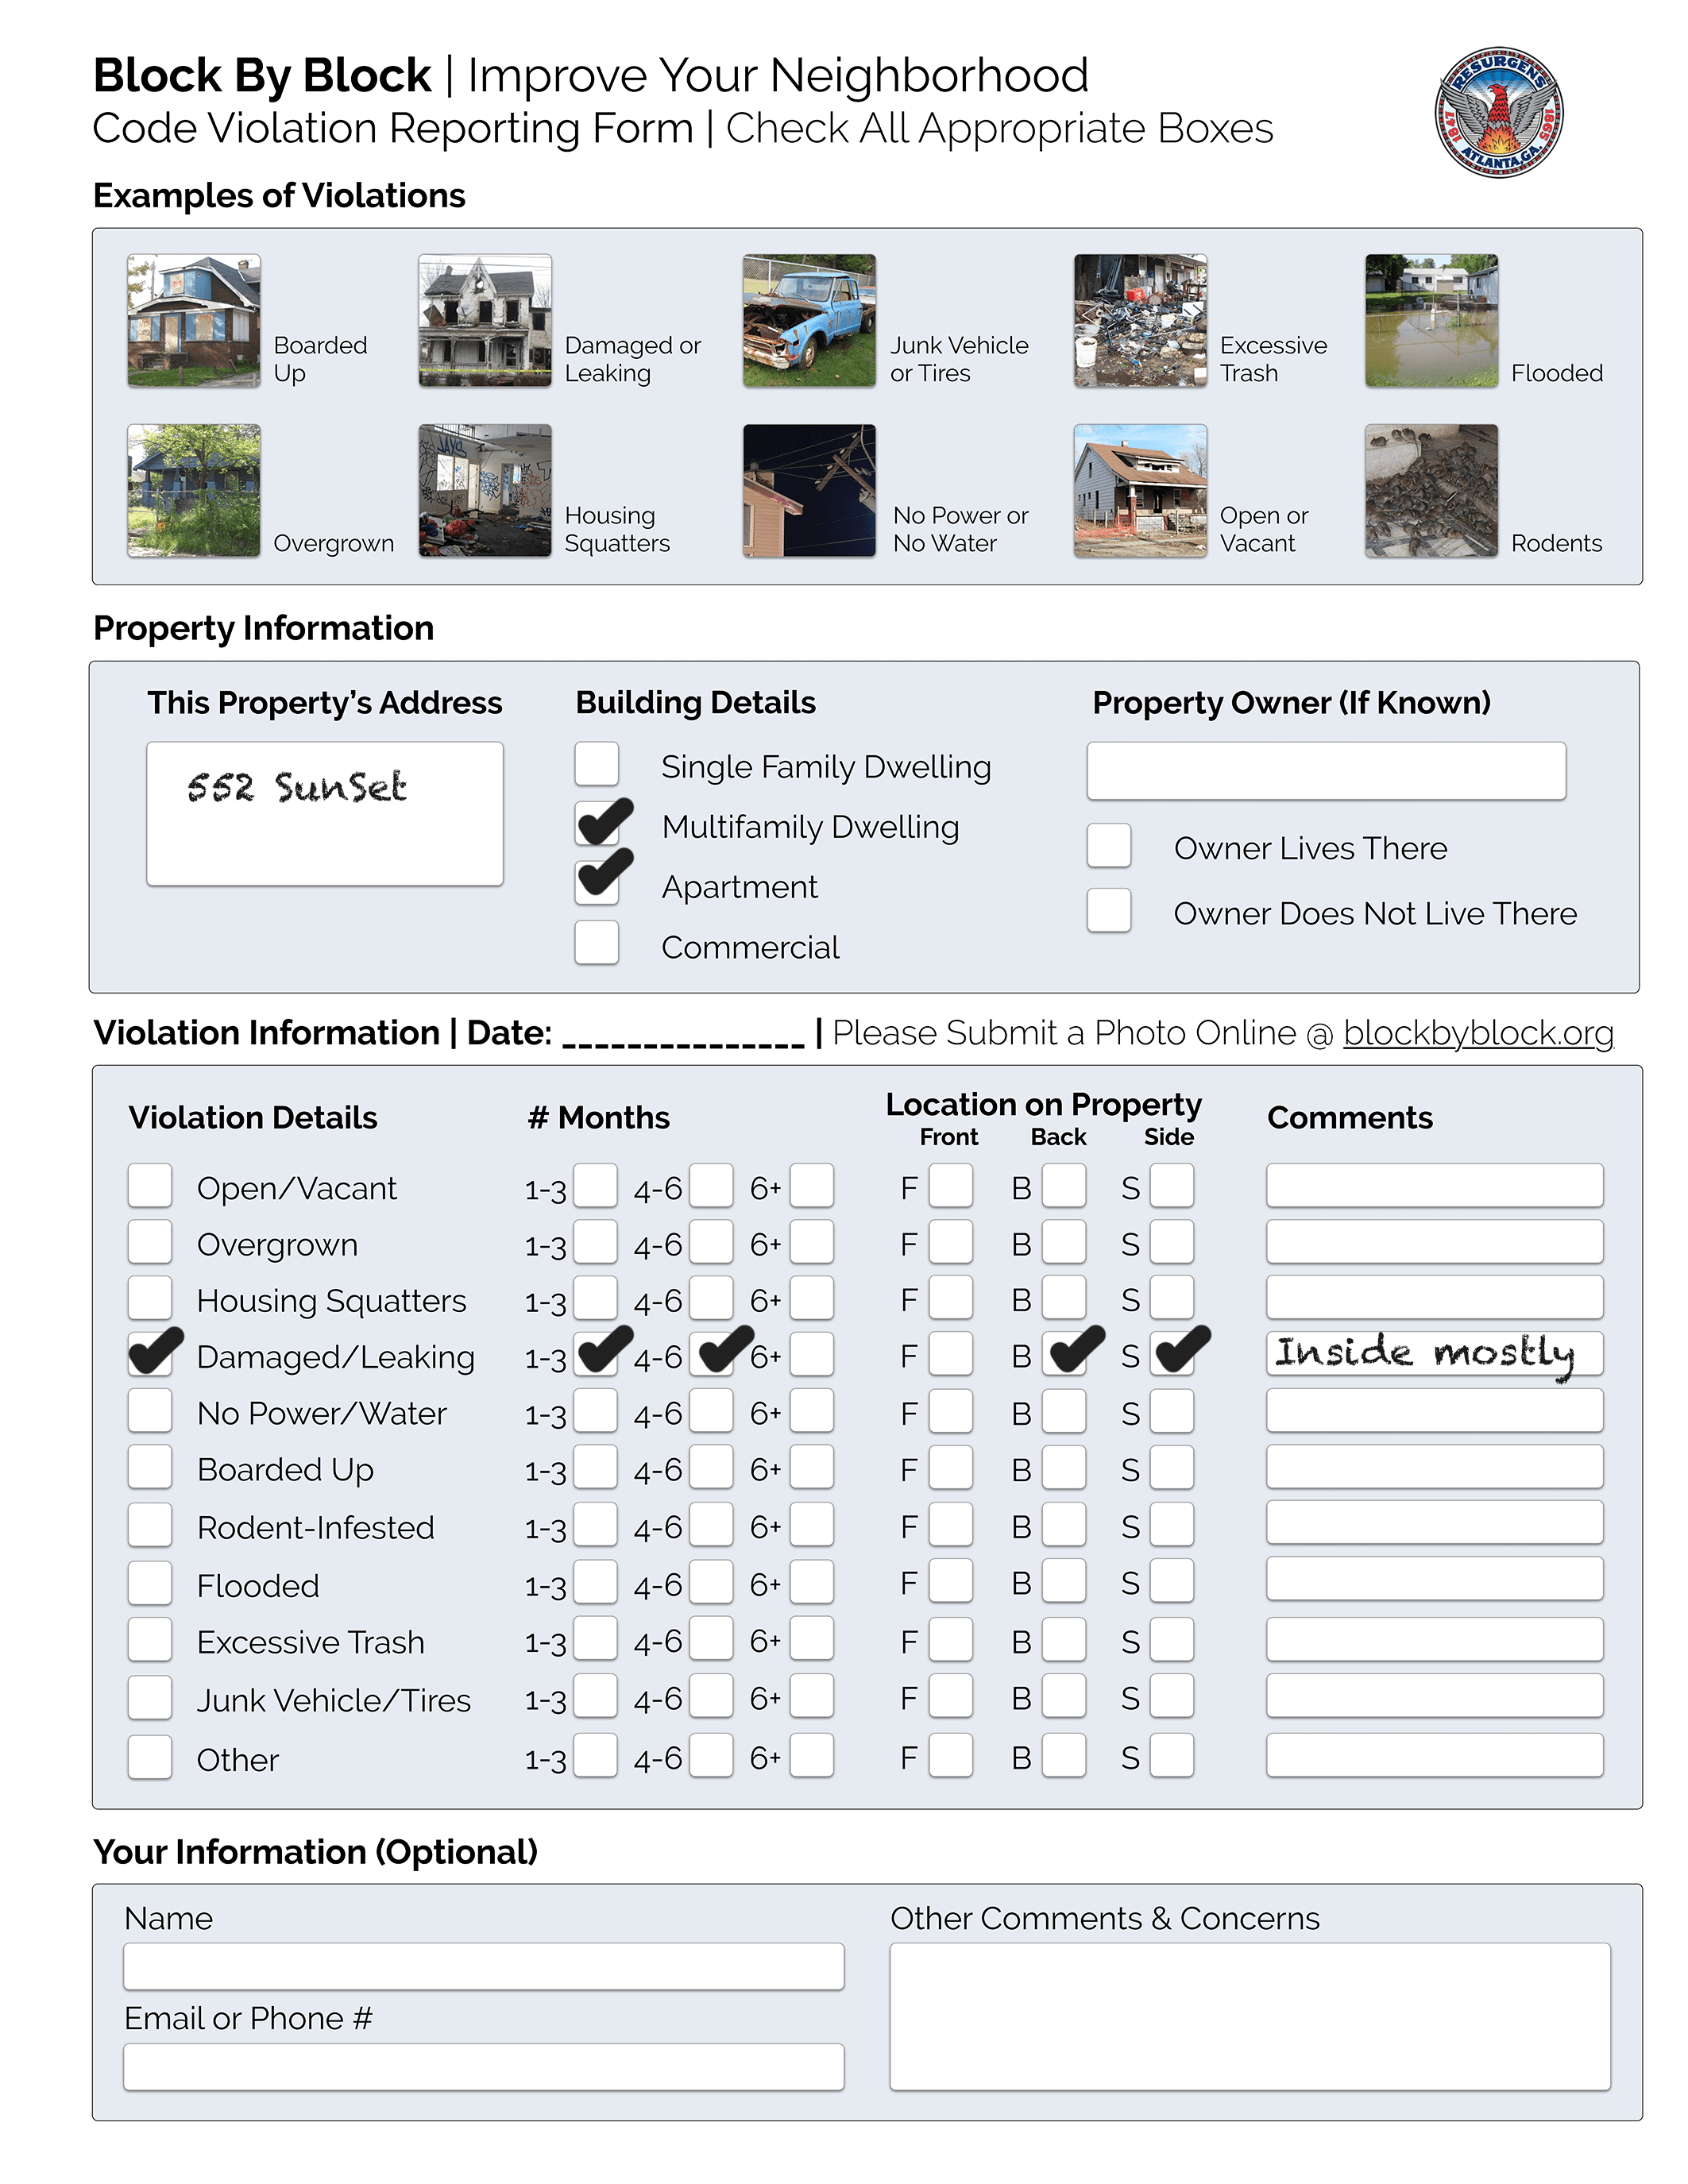 Block By Block | Improve Your Neighborhood
Code Violation Reporting Form | Check All Appropriate Boxes
RESURGENS
1847
1865
ATLANTA, GA.
Examples of Violations
Boarded
Up
Damaged or
Leaking
Junk Vehicle
or Tires
Excessive
Trash
Flooded
Overgrown
Housing
Squatters
No Power or
No Water
Open or
Vacant
Rodents
Property Information
This Property's Address
552 SunSet
Building Details
Single Family Dwelling
Multifamily Dwelling
Apartment
Commercial
Property Owner (If Known)
Owner Lives There
Owner Does Not Live There
Violation Information | Date: _______________ | Please Submit a Photo Online @ blockbyblock.org
Violation Details # Months Location on Property Comments
Front Back Side
Open/Vacant 1-3 4-6 6+ F B S
Overgrown 1-3 4-6 6+ F B S
Housing Squatters 1-3 4-6 6+ F B S
Damaged/Leaking 1-3 4-6 6+ F B S Inside mostly
No Power/Water 1-3 4-6 6+ F B S
Boarded Up 1-3 4-6 6+ F B S
Rodent-Infested 1-3 4-6 6+ F B S
Flooded 1-3 4-6 6+ F B S
Excessive Trash 1-3 4-6 6+ F B S
Junk Vehicle/Tires 1-3 4-6 6+ F B S
Other 1-3 4-6 6+ F B S
Your Information (Optional)
Name
Email or Phone #
Other Comments & Concerns